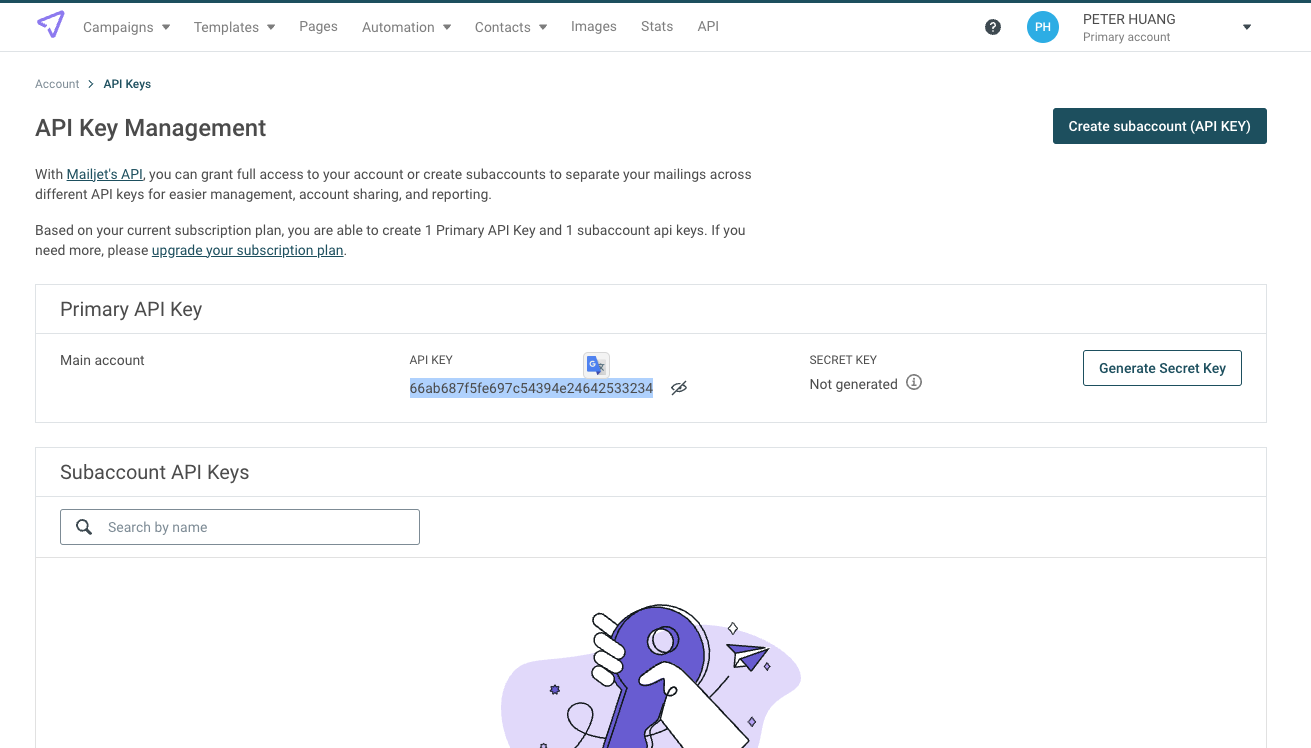 Campaigns
Templates
Pages
Automation
Contacts
Images
Stats
API
?
PH
PETER HUANG
Primary account
Account > API Keys
API Key Management
Create subaccount (API KEY)
With Mailjet's API, you can grant full access to your account or create subaccounts to separate your mailings across
different API keys for easier management, account sharing, and reporting.
Based on your current subscription plan, you are able to create 1 Primary API Key and 1 subaccount api keys. If you
need more, please upgrade your subscription plan.
Primary API Key
Main account
API KEY
66ab687f5fe697c54394e24642533234
SECRET KEY
Not generated
Generate Secret Key
Subaccount API Keys
Search by name